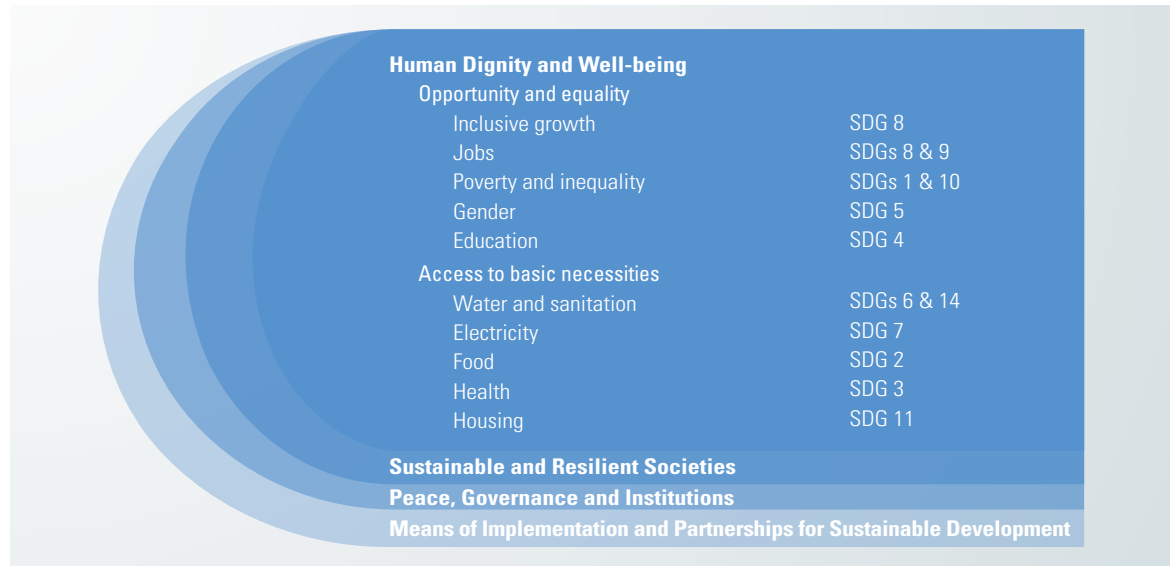 Human Dignity and Well-being
Opportunity and equality
Inclusive growth SDG 8
Jobs SDGs 8 & 9
Poverty and inequality SDGs 1 & 10
Gender SDG 5
Education SDG 4
Access to basic necessities
Water and sanitation SDGs 6 & 14
Electricity SDG 7
Food SDG 2
Health SDG 3
Housing SDG 11
Sustainable and Resilient Societies
Peace, Governance and Institutions
Means of Implementation and Partnerships for Sustainable Development